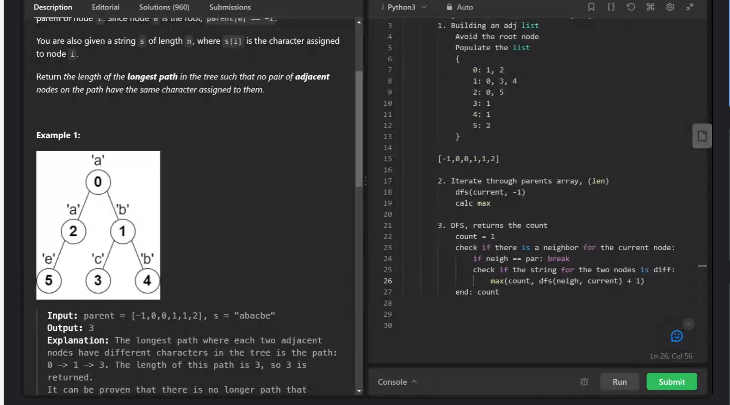 Description Editorial Solutions (960) Submissions
parent of node i. Since node 0 is the root, parent[0] == -1.
You are also given a string s of length n, where s[i] is the character assigned
to node i.
Return the length of the longest path in the tree such that no pair of adjacent
nodes on the path have the same character assigned to them.
Example 1:
'a'
0
'a' 'b'
2 1
'e' 'c' 'b'
5 3 4
Input: parent = [-1,0,0,1,1,2], s = "abacbe"
Output: 3
Explanation: The longest path where each two adjacent
nodes have different characters in the tree is the path:
0 -> 1 -> 3. The length of this path is 3, so 3 is
returned.
It can be proven that there is no longer path that
i Python3 Auto
3 1. Building an adj list
4 Avoid the root node
5 Populate the list
6 {
7 0: 1, 2
8 1: 0, 3, 4
9 2: 0, 5
10 3: 1
11 4: 1
12 5: 2
13 }
14
15 [-1,0,0,1,1,2]
16
17 2. Iterate through parents array, (len)
18 dfs(current, -1)
19 calc max
20
21 3. DFS, returns the count
22 count = 1
23 check if there is a neighbor for the current node:
24 if neigh == par: break
25 check if the string for the two nodes is diff:
26 max(count, dfs(neigh, current) + 1)
27 end: count
28
29
30
Ln 26, Col 56
Console Run Submit